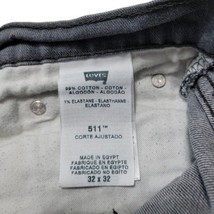 LEVI'S
99% COTTON - COTON -
ALGODON - ALGODÃO
1% ELASTANE - ELASTHANNE
ELASTANO
511™
CORTE AJUSTADO
MADE IN EGYPT
FABRIQUE EN EGYPTE
FABRICADO EN EGIPTO
FABRICADO NO EGITO
32 x 32